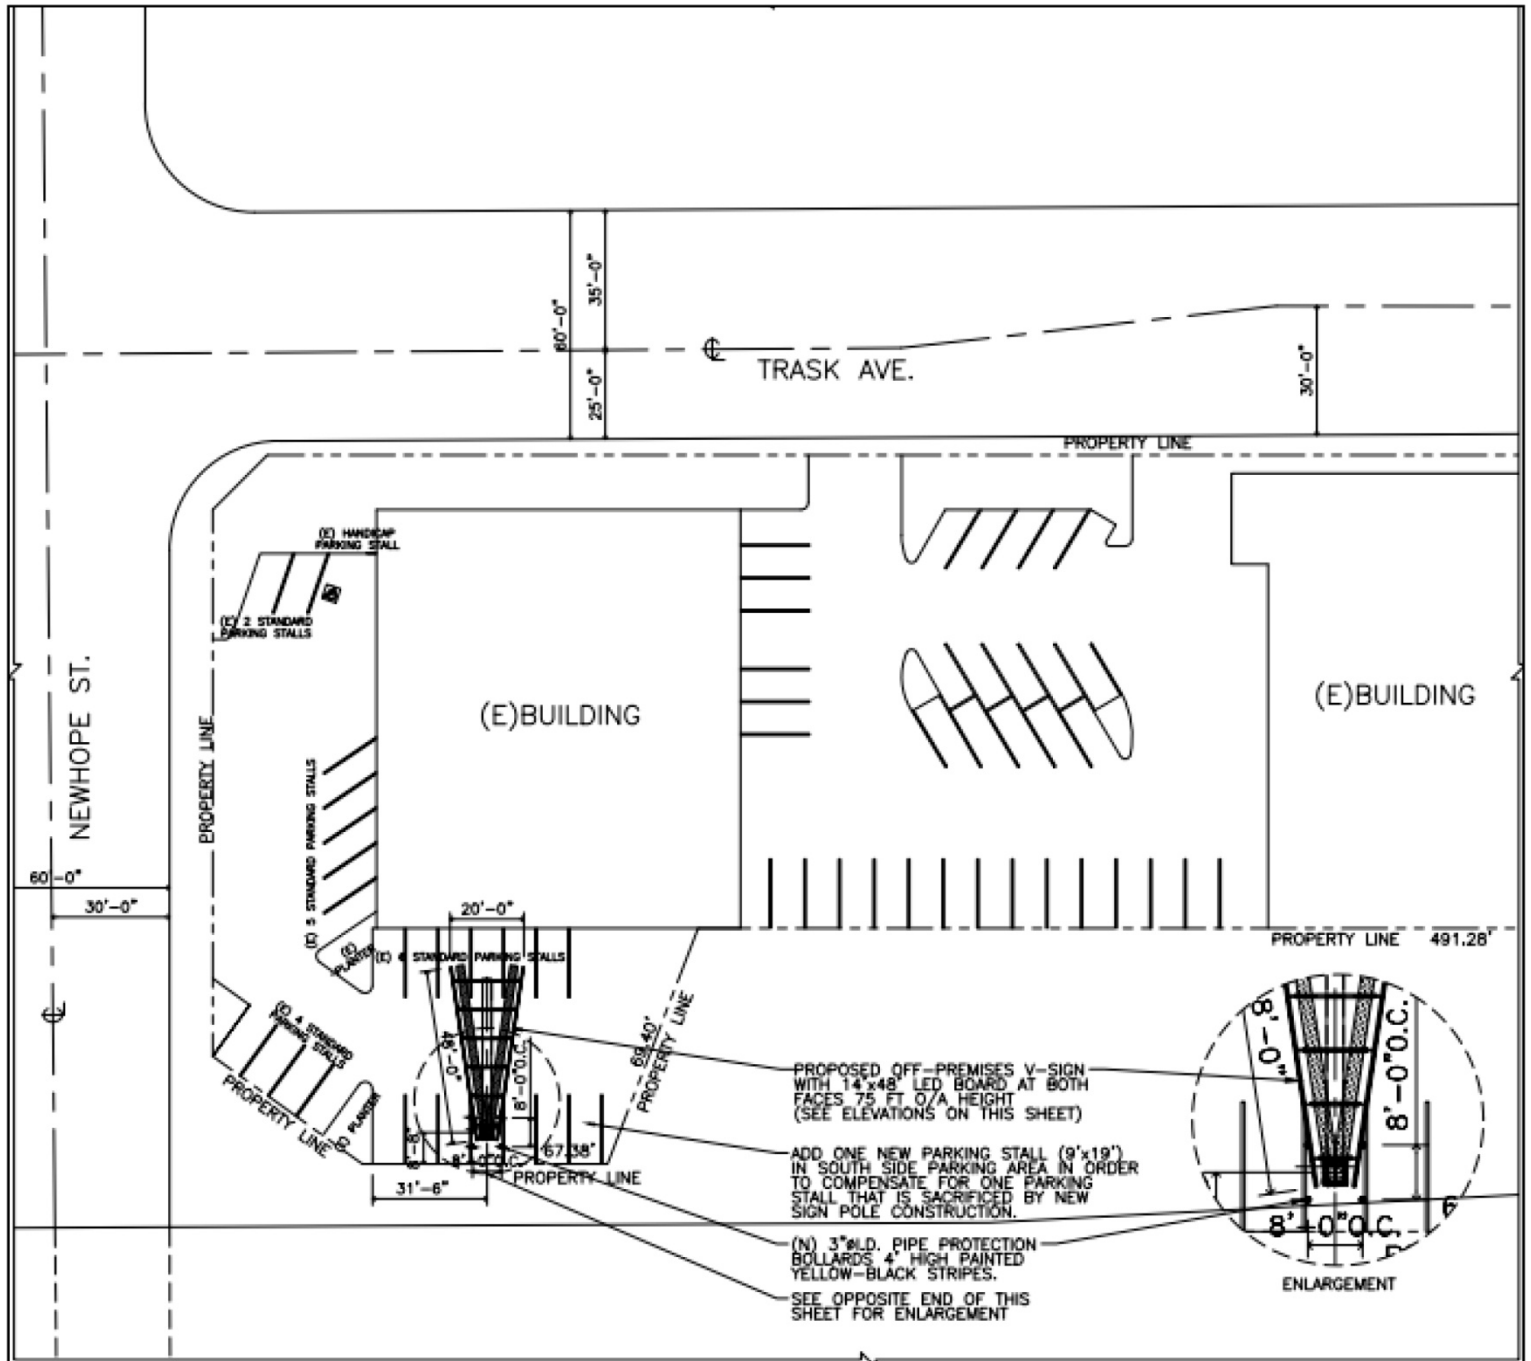 35'-0"
60'-0"
25'-0"
TRASK AVE.
30'-0"
PROPERTY LINE
(E) HANDICAP
PARKING STALL
(E) 2 STANDARD
PARKING STALLS
NEWHOPE ST.
PROPERTY LINE
(E)BUILDING
(E)BUILDING
(E) 5 STANDARD PARKING STALLS
60'-0"
30'-0"
20'-0"
(E)
PLANTER
(E) 4 STANDARD PARKING STALLS
PROPERTY LINE 491.28'
(E) 4 STANDARD
PARKING STALLS
PROPERTY LINE
(E) PLANTER
48'-0"
8'-0"O.C.
69.40'
PROPERTY LINE
8'-8"
8'-0"O.C.
67.38'
PROPERTY LINE
31'-6"
PROPOSED OFF-PREMISES V-SIGN
WITH 14'x48' LED BOARD AT BOTH
FACES 75 FT O/A HEIGHT
(SEE ELEVATIONS ON THIS SHEET)
ADD ONE NEW PARKING STALL (9'x19')
IN SOUTH SIDE PARKING AREA IN ORDER
TO COMPENSATE FOR ONE PARKING
STALL THAT IS SACRIFICED BY NEW
SIGN POLE CONSTRUCTION.
(N) 3"øI.D. PIPE PROTECTION
BOLLARDS 4' HIGH PAINTED
YELLOW-BLACK STRIPES.
SEE OPPOSITE END OF THIS
SHEET FOR ENLARGEMENT
8'-0"
8'-0"O.C.
8'-0"O.C.
ENLARGEMENT